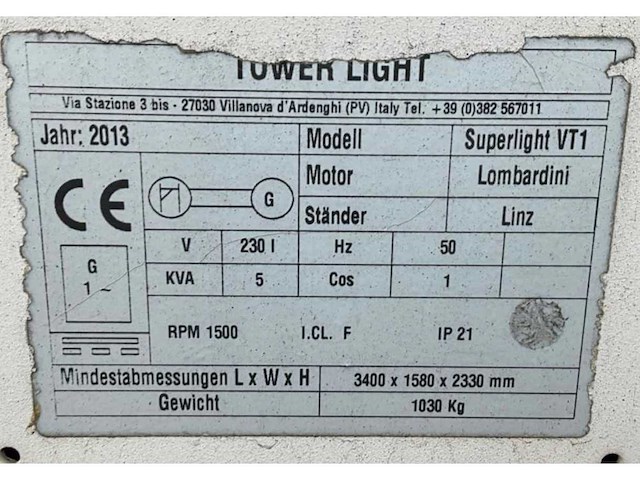 TOWER LIGHT
Via Stazione 3 bis - 27030 Villanova d'Ardenghi (PV) Italy Tel. +39 (0)382 567011
Jahr: 2013 Modell Superlight VT1
Motor Lombardini
CE G
Ständer Linz
V 230 I Hz 50
G
1 ~ KVA 5 Cos 1
RPM 1500 I.CL. F IP 21
Mindestabmessungen L x W x H 3400 x 1580 x 2330 mm
Gewicht 1030 Kg